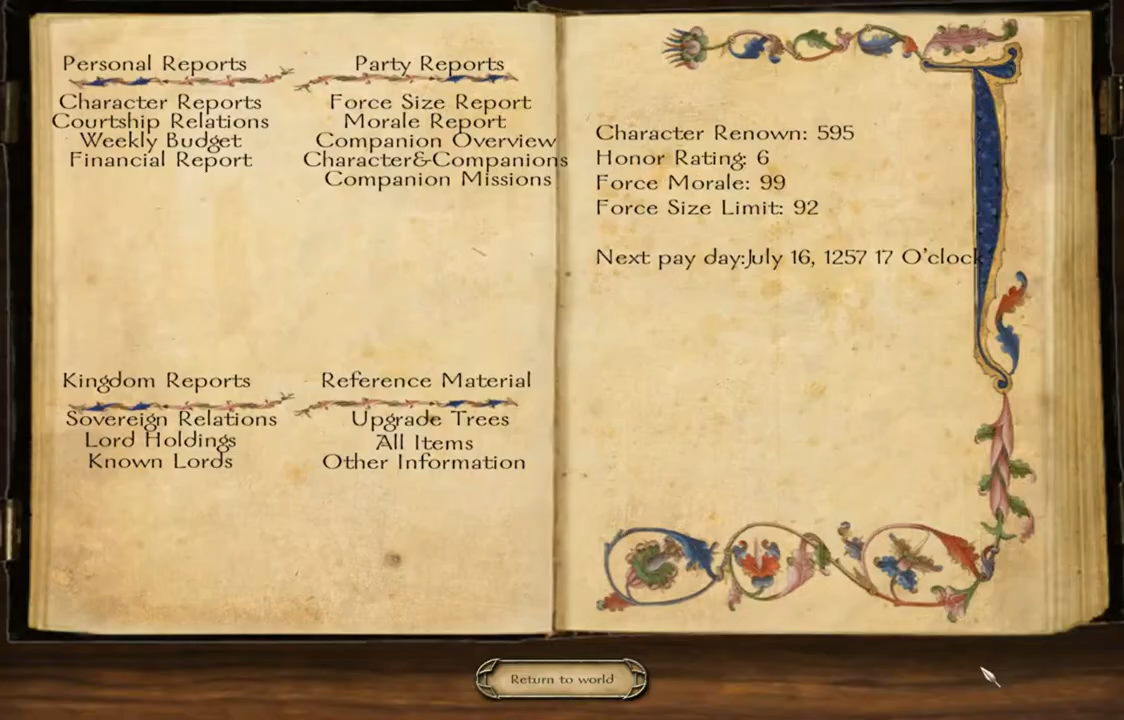 Personal Reports
Character Reports
Courtship Relations
Weekly Budget
Financial Report
Party Reports
Force Size Report
Morale Report
Companion Overview
Character&Companions
Companion Missions
Kingdom Reports
Sovereign Relations
Lord Holdings
Known Lords
Reference Material
Upgrade Trees
All Items
Other Information
Character Renown: 595
Honor Rating: 6
Force Morale: 99
Force Size Limit: 92
Next pay day:July 16, 1257 17 O'clock
Return to world